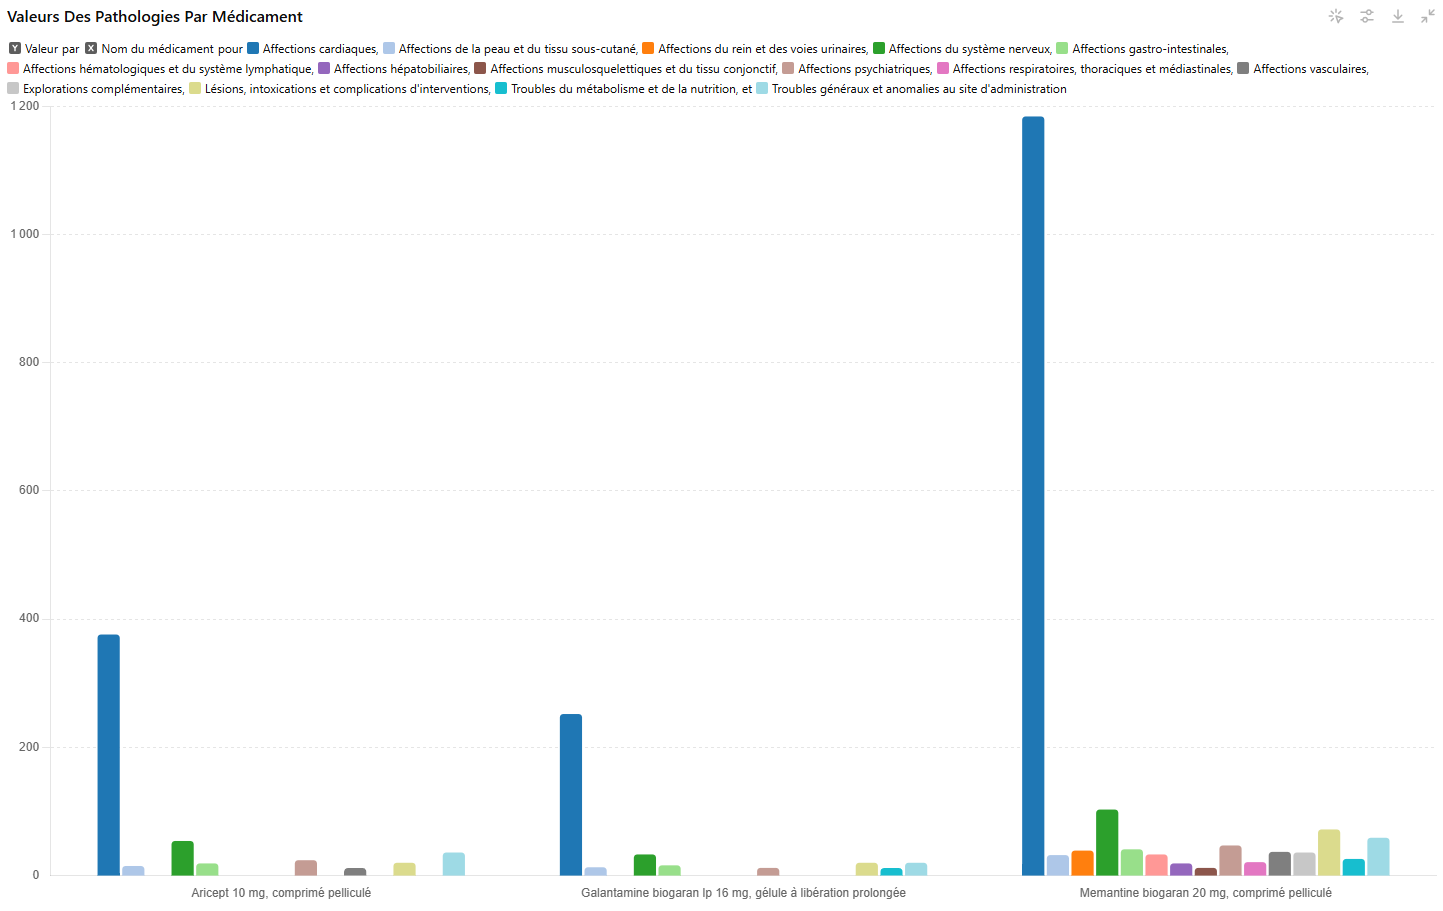 Valeurs Des Pathologies Par Médicament
Y Valeur par X Nom du médicament pour Affections cardiaques, Affections de la peau et du tissu sous-cutané, Affections du rein et des voies urinaires, Affections du système nerveux, Affections gastro-intestinales,
Affections hématologiques et du système lymphatique, Affections hépatobiliaires, Affections musculosquelettiques et du tissu conjonctif, Affections psychiatriques, Affections respiratoires, thoraciques et médiastinales, Affections vasculaires,
Explorations complémentaires, Lésions, intoxications et complications d'interventions, Troubles du métabolisme et de la nutrition, et Troubles généraux et anomalies au site d'administration
1200
1 000
800
600
400
200
0
Aricept 10 mg, comprimé pelliculé
Galantamine biogaran lp 16 mg, gélule à libération prolongée
Memantine biogaran 20 mg, comprimé pelliculé